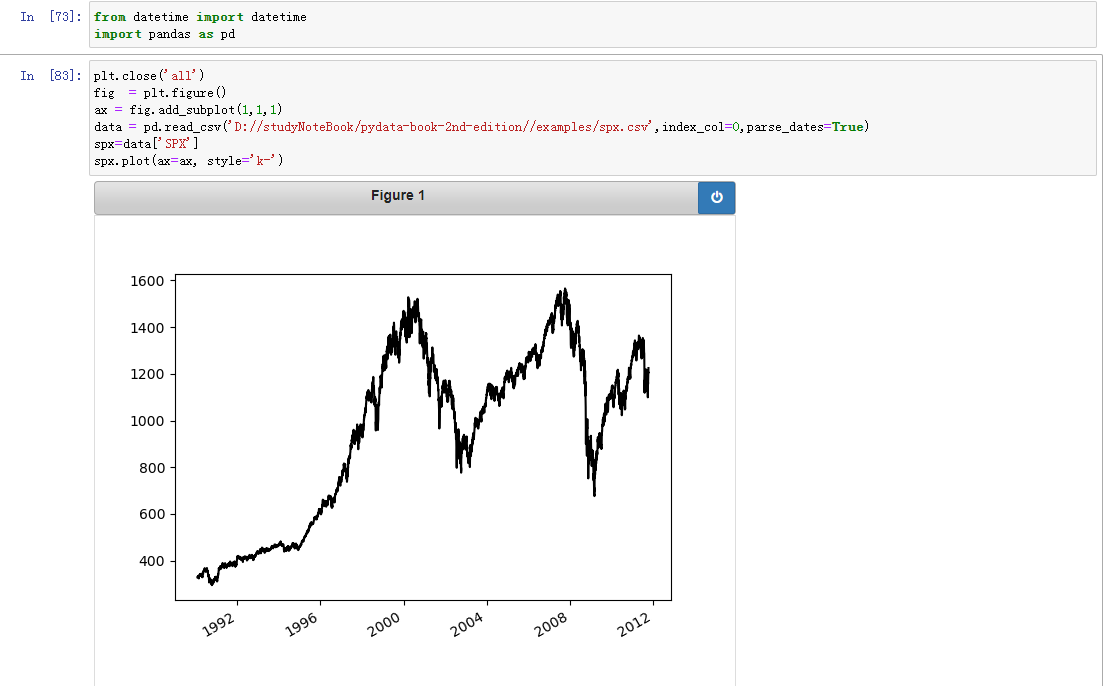 In [73]: from datetime import datetime
import pandas as pd
In [83]: plt.close('all')
fig  = plt.figure()
ax = fig.add_subplot(1,1,1)
data = pd.read_csv('D://studyNoteBook/pydata-book-2nd-edition//examples/spx.csv',index_col=0,parse_dates=True)
spx=data['SPX']
spx.plot(ax=ax, style='k-')
Figure 1
1600
1400
1200
1000
800
600
400
1992 1996 2000 2004 2008 2012